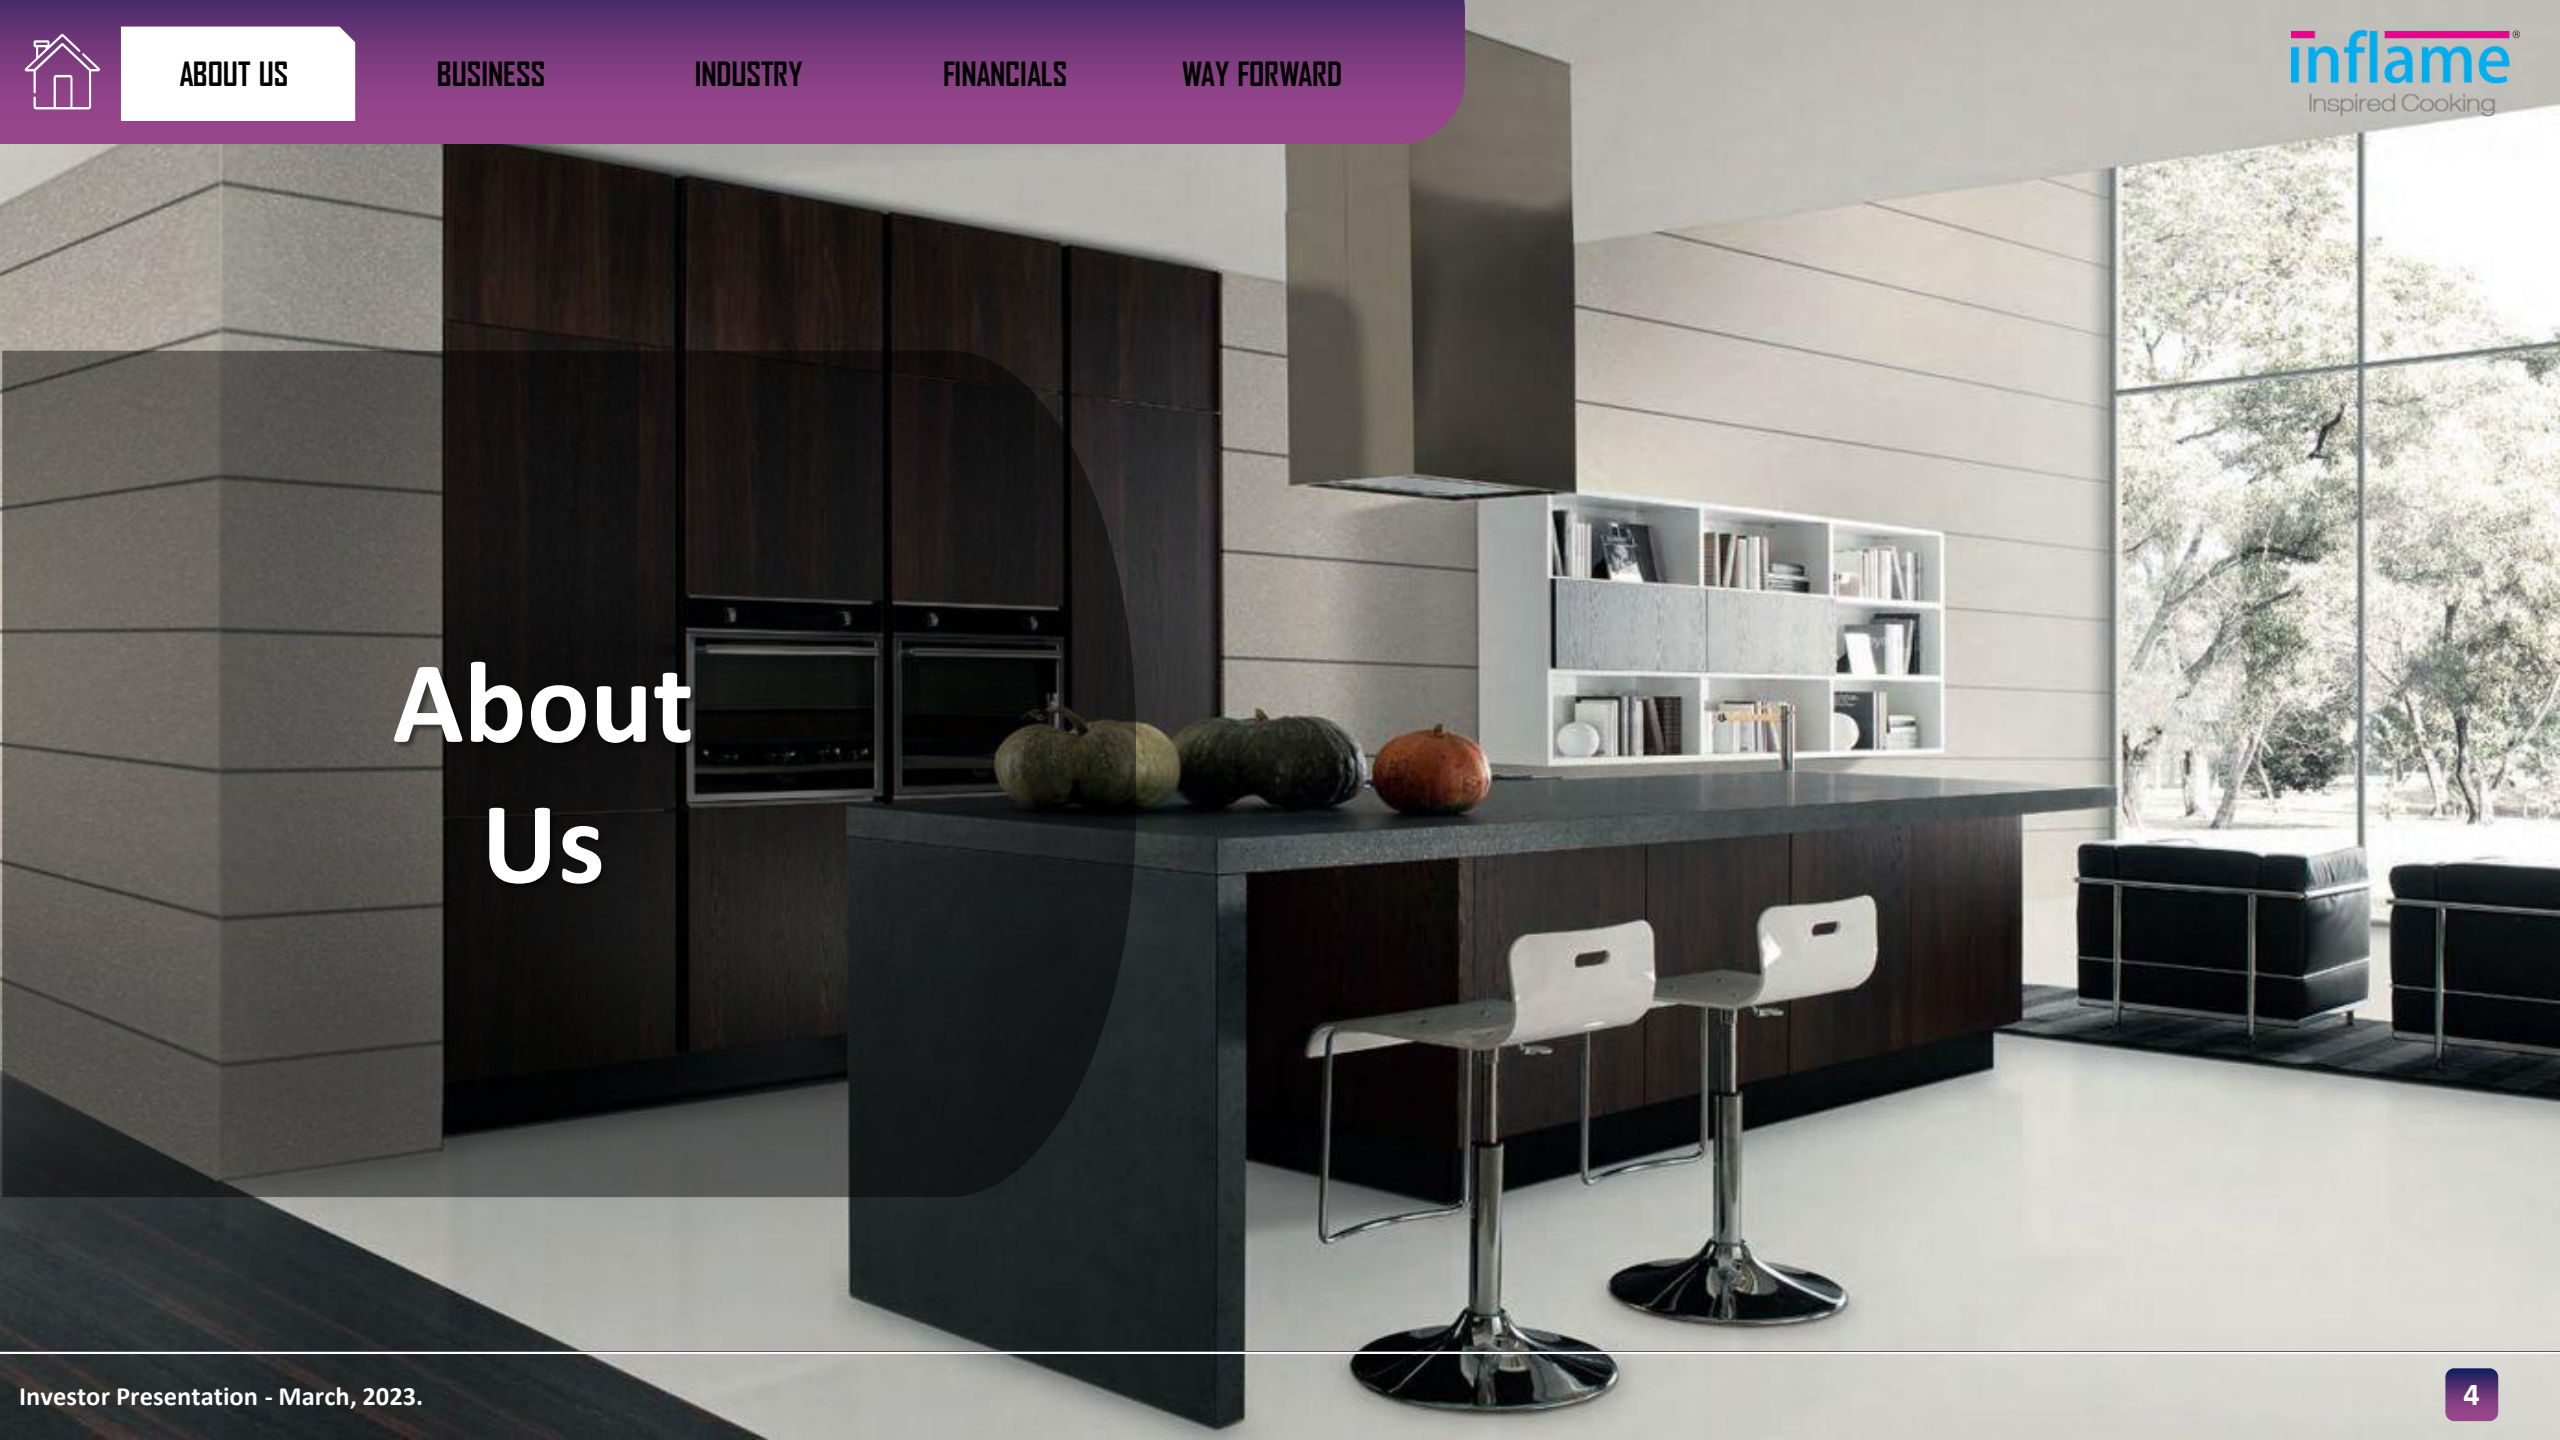 ABOUT US
BUSINESS
INDUSTRY
FINANCIALS
WAY FORWARD
inflame®
Inspired Cooking
About
Us
Investor Presentation - March, 2023.
4